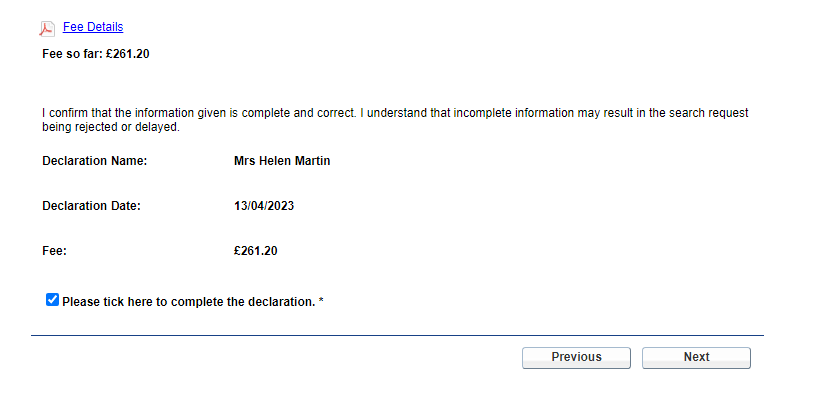 Fee Details
Fee so far: £261.20
I confirm that the information given is complete and correct. I understand that incomplete information may result in the search request
being rejected or delayed.
Declaration Name: Mrs Helen Martin
Declaration Date: 13/04/2023
Fee: £261.20
Please tick here to complete the declaration. *
Previous Next